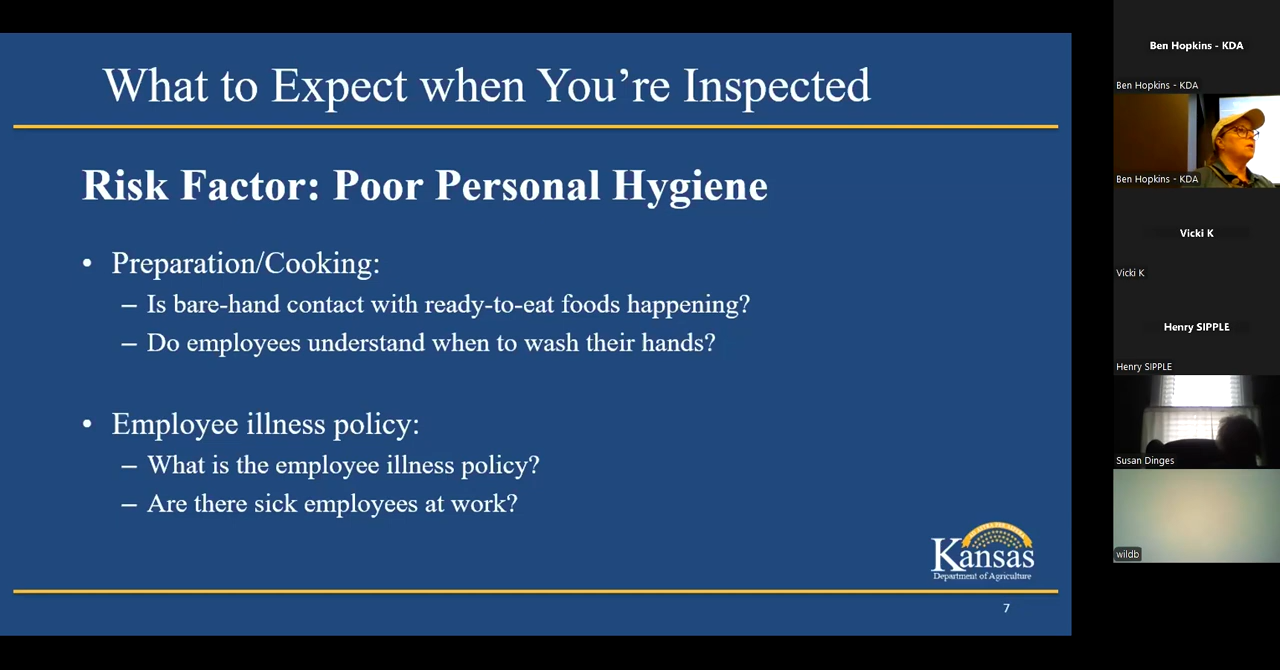 What to Expect when You're Inspected
Risk Factor: Poor Personal Hygiene
• Preparation/Cooking:
– Is bare-hand contact with ready-to-eat foods happening?
– Do employees understand when to wash their hands?
• Employee illness policy:
– What is the employee illness policy?
– Are there sick employees at work?
Kansas
Department of Agriculture
7
Ben Hopkins - KDA
Ben Hopkins - KDA
Ben Hopkins - KDA
Vicki K
Vicki K
Henry SIPPLE
Henry SIPPLE
Susan Dinges
wildb